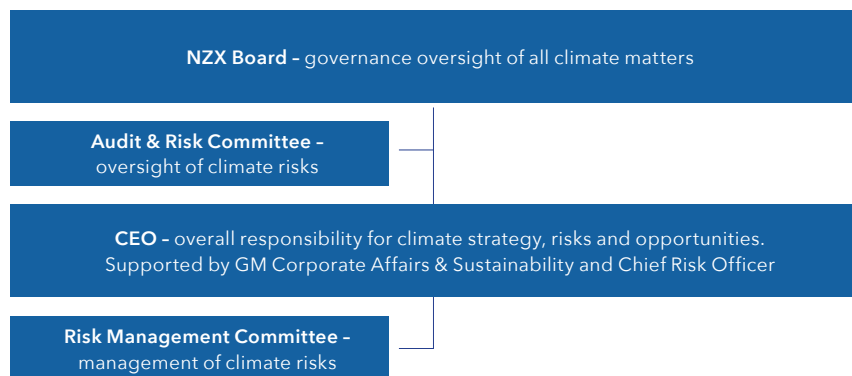 NZX Board – governance oversight of all climate matters
Audit & Risk Committee –
oversight of climate risks
CEO – overall responsibility for climate strategy, risks and opportunities.
Supported by GM Corporate Affairs & Sustainability and Chief Risk Officer
Risk Management Committee –
management of climate risks